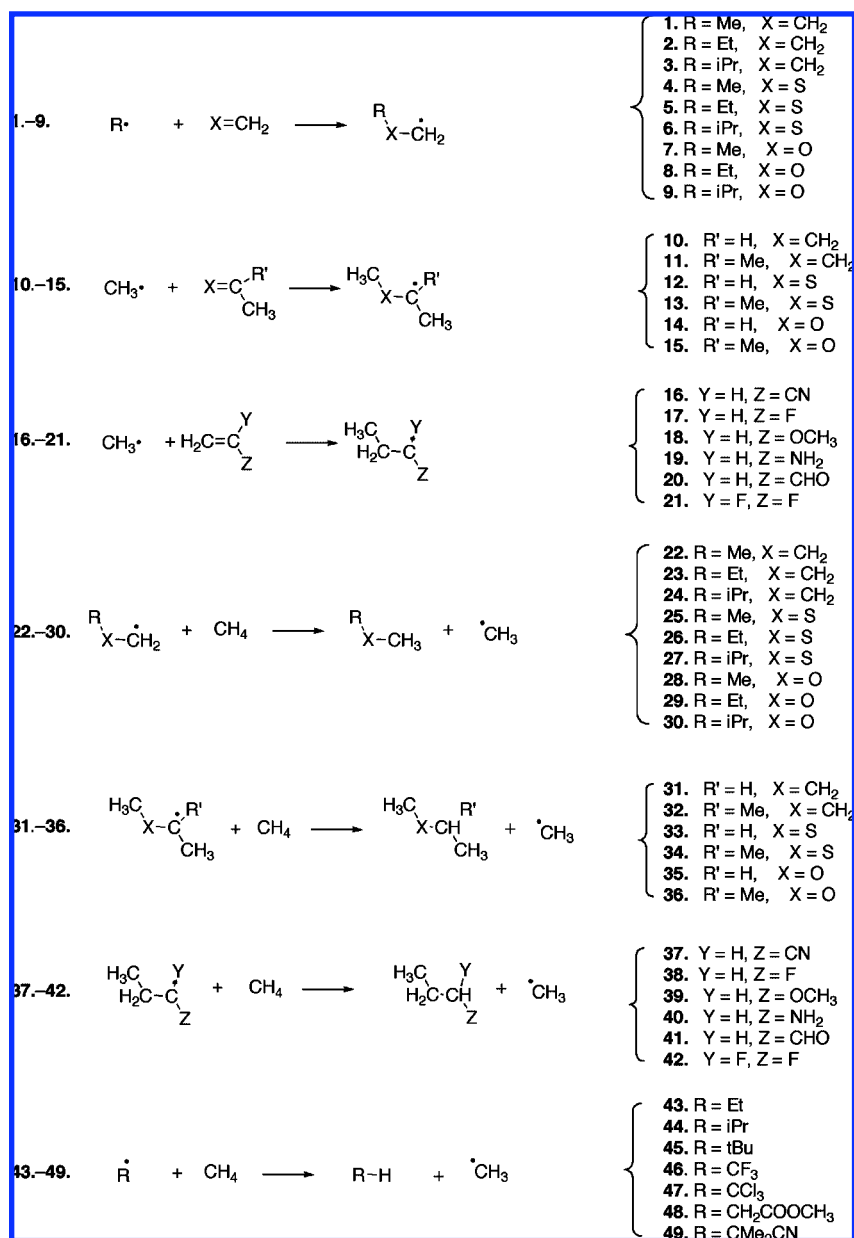 1. R = Me, X = CH2
2. R = Et, X = CH2
3. R = iPr, X = CH2
4. R = Me, X = S
5. R = Et, X = S
6. R = iPr, X = S
7. R = Me, X = O
8. R = Et, X = O
9. R = iPr, X = O
1.–9. R• + X=CH2 R X–ĊH2
10. R' = H, X = CH2
11. R' = Me, X = CH2
12. R' = H, X = S
13. R' = Me, X = S
14. R' = H, X = O
15. R' = Me, X = O
10.–15. CH3• + X=C R' CH3 H3C X–Ċ R' CH3
16. Y = H, Z = CN
17. Y = H, Z = F
18. Y = H, Z = OCH3
19. Y = H, Z = NH2
20. Y = H, Z = CHO
21. Y = F, Z = F
16.–21. CH3• + H2C=C Y Z H3C H2C–Ċ Y Z
22. R = Me, X = CH2
23. R = Et, X = CH2
24. R = iPr, X = CH2
25. R = Me, X = S
26. R = Et, X = S
27. R = iPr, X = S
28. R = Me, X = O
29. R = Et, X = O
30. R = iPr, X = O
22.–30. R X–ĊH2 + CH4 R X–CH3 + •CH3
31. R' = H, X = CH2
32. R' = Me, X = CH2
33. R' = H, X = S
34. R' = Me, X = S
35. R' = H, X = O
36. R' = Me, X = O
31.–36. H3C X–Ċ R' CH3 + CH4 H3C X–CH R' CH3 + •CH3
37. Y = H, Z = CN
38. Y = H, Z = F
39. Y = H, Z = OCH3
40. Y = H, Z = NH2
41. Y = H, Z = CHO
42. Y = F, Z = F
37.–42. H3C H2C–Ċ Y Z + CH4 H3C H2C–CH Y Z + •CH3
43. R = Et
44. R = iPr
45. R = tBu
46. R = CF3
47. R = CCl3
48. R = CH2COOCH3
49. R = CMe2CN
43.–49. Ṙ + CH4 R–H + •CH3